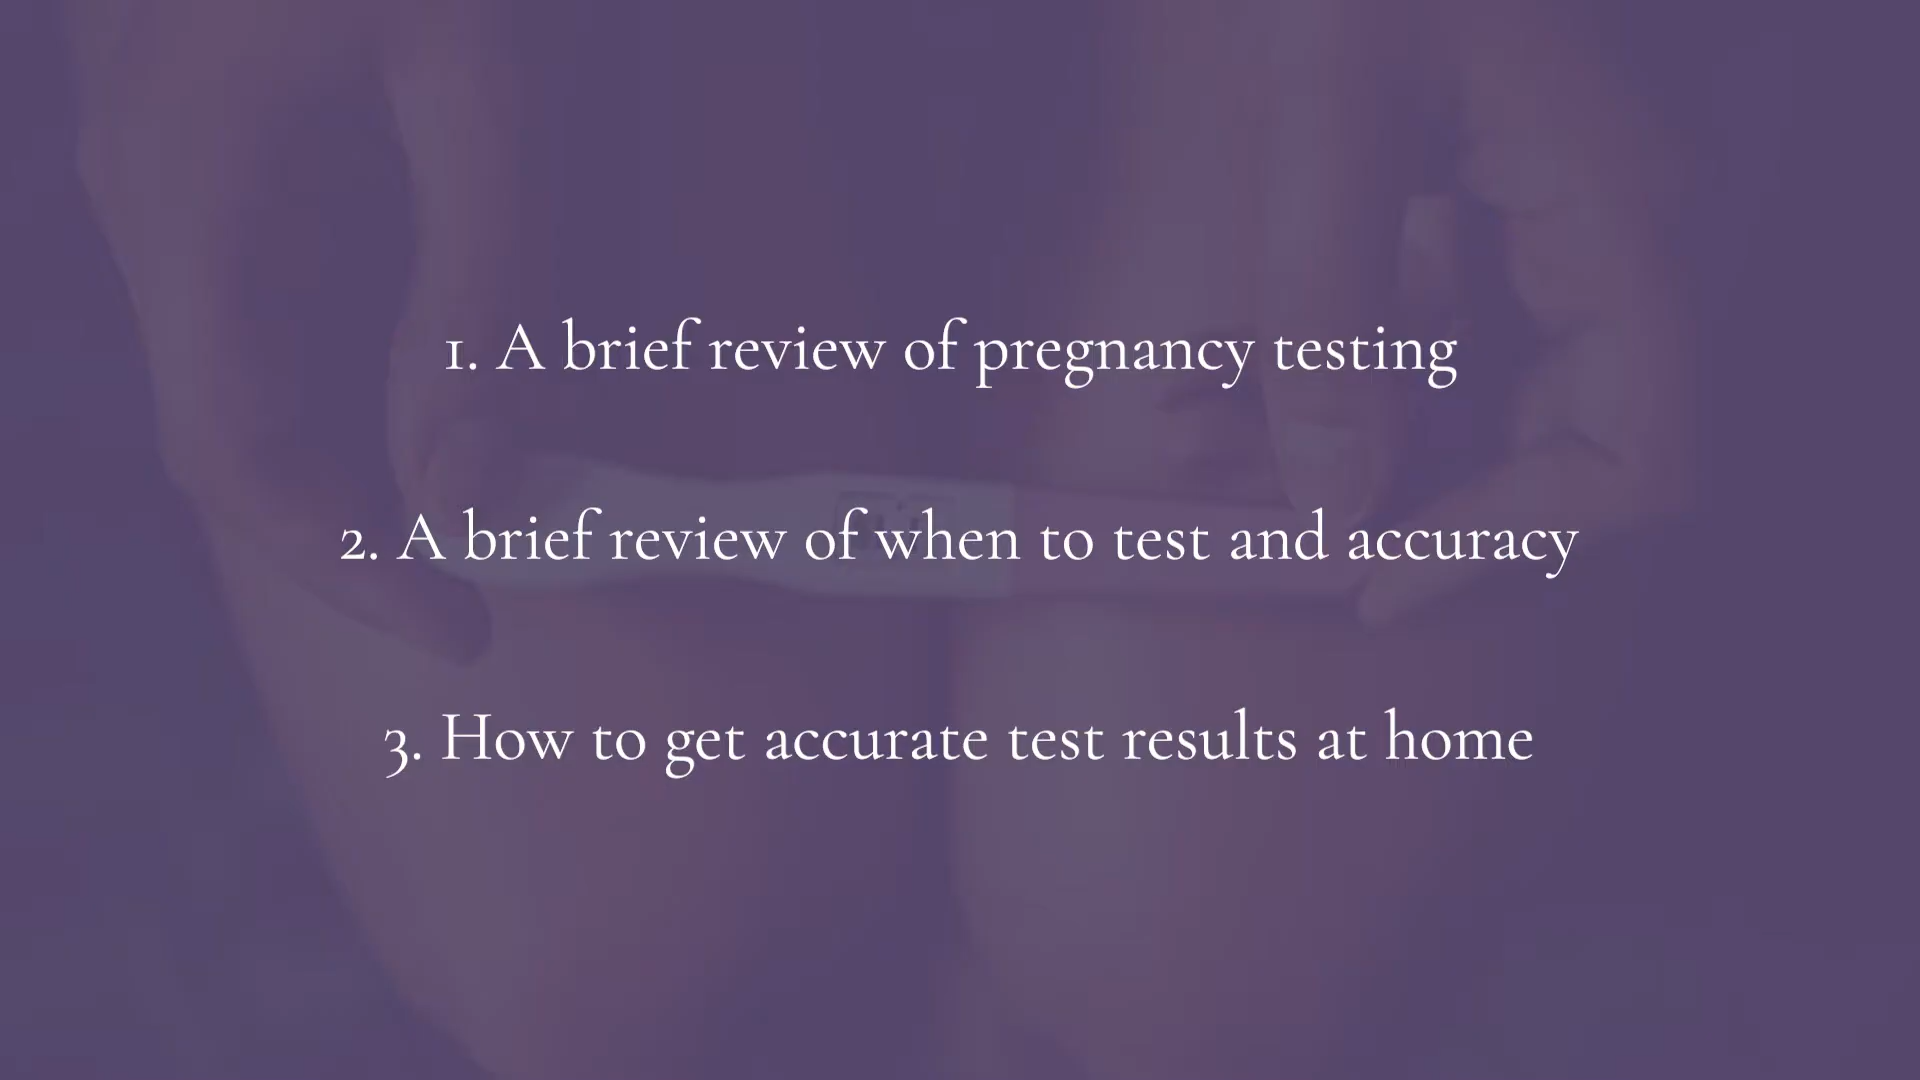 1. A brief review of pregnancy testing
2. A brief review of when to test and accuracy
3. How to get accurate test results at home